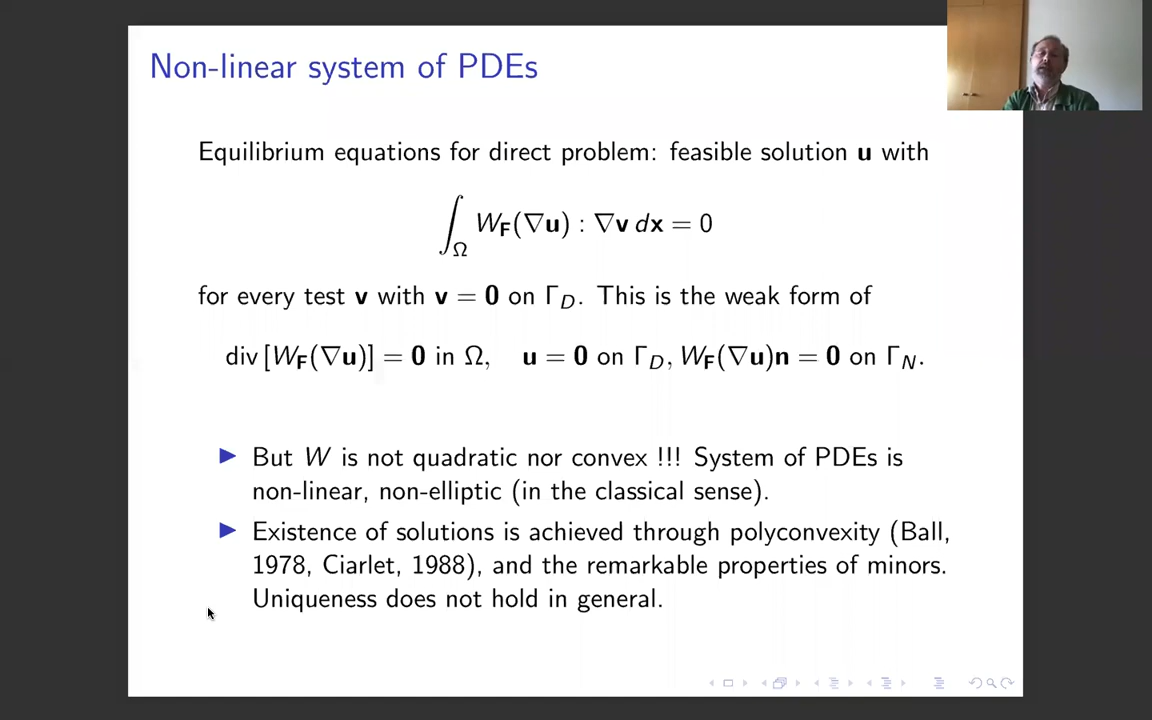 Non-linear system of PDEs
Equilibrium equations for direct problem: feasible solution u with
∫_Ω W_F(∇u) : ∇v dx = 0
for every test v with v = 0 on Γ_D. This is the weak form of
div [W_F(∇u)] = 0 in Ω, u = 0 on Γ_D, W_F(∇u)n = 0 on Γ_N.
▶ But W is not quadratic nor convex !!! System of PDEs is
non-linear, non-elliptic (in the classical sense).
▶ Existence of solutions is achieved through polyconvexity (Ball,
1978, Ciarlet, 1988), and the remarkable properties of minors.
Uniqueness does not hold in general.